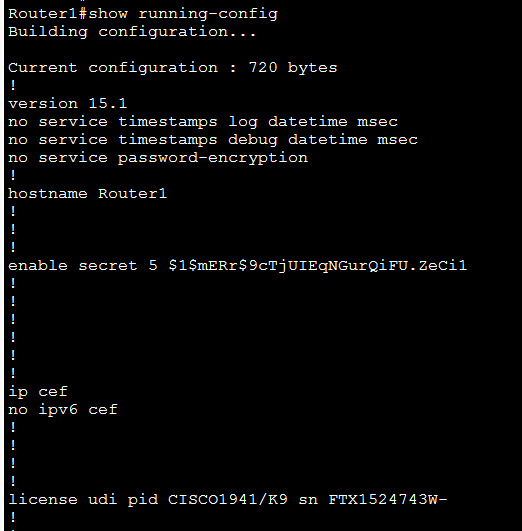 Router1#show running-config
Building configuration...
Current configuration : 720 bytes
!
version 15.1
no service timestamps log datetime msec
no service timestamps debug datetime msec
no service password-encryption
!
hostname Router1
!
!
!
enable secret 5 $1$mERr$9cTjUIEqNGurQiFU.ZeCi1
!
!
!
!
!
!
ip cef
no ipv6 cef
!
!
!
!
license udi pid CISCO1941/K9 sn FTX1524743W-
!
!